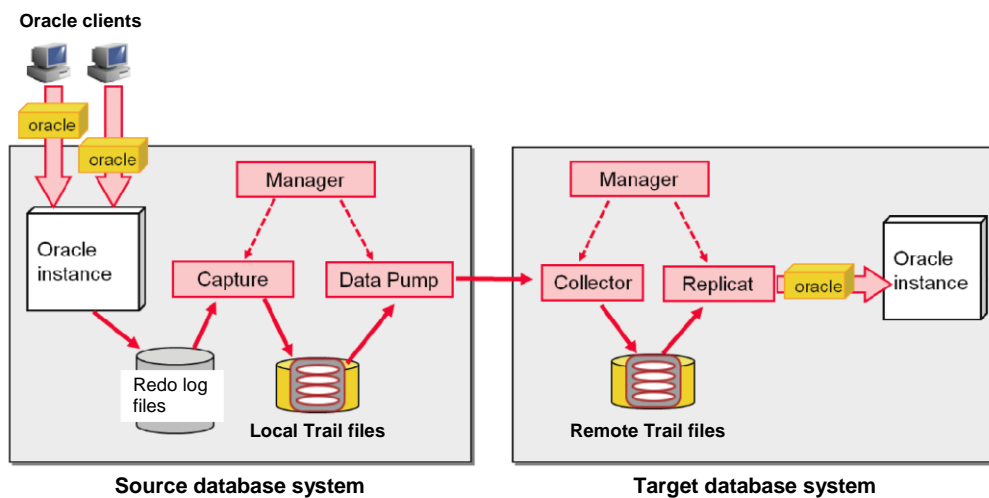 Oracle clients
oracle
oracle
Manager
Oracle
instance
Capture
Data Pump
Redo log
files
Local Trail files
Source database system
Manager
Collector
Replicat
oracle
Oracle
instance
Remote Trail files
Target database system